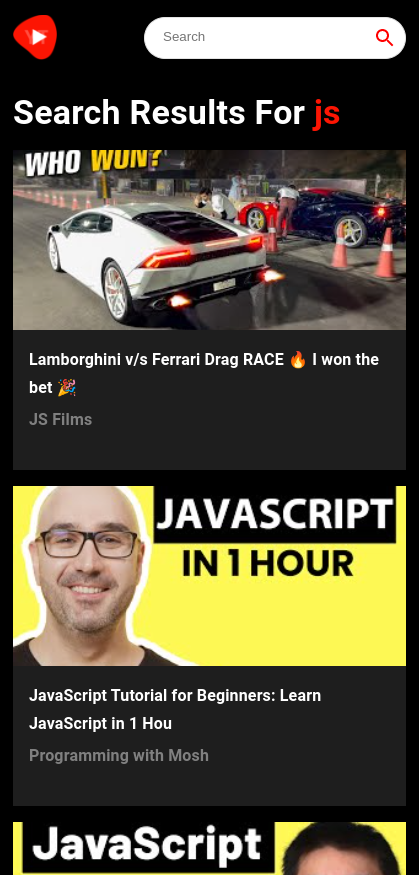 Search
Search Results For js
WHO WON?
Lamborghini v/s Ferrari Drag RACE 🔥 I won the
bet 🎉
JS Films
JAVASCRIPT
IN 1 HOUR
JavaScript Tutorial for Beginners: Learn
JavaScript in 1 Hou
Programming with Mosh
JavaScript